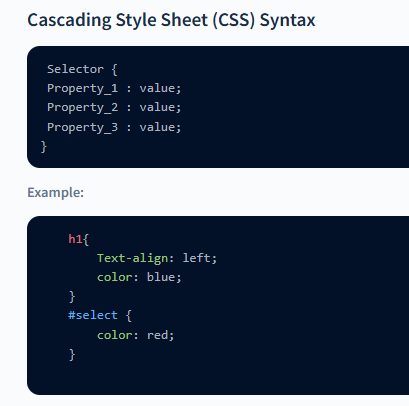 Cascading Style Sheet (CSS) Syntax
Selector {
Property_1 : value;
Property_2 : value;
Property_3 : value;
}
Example:
h1{
Text-align: left;
color: blue;
}
#select {
color: red;
}